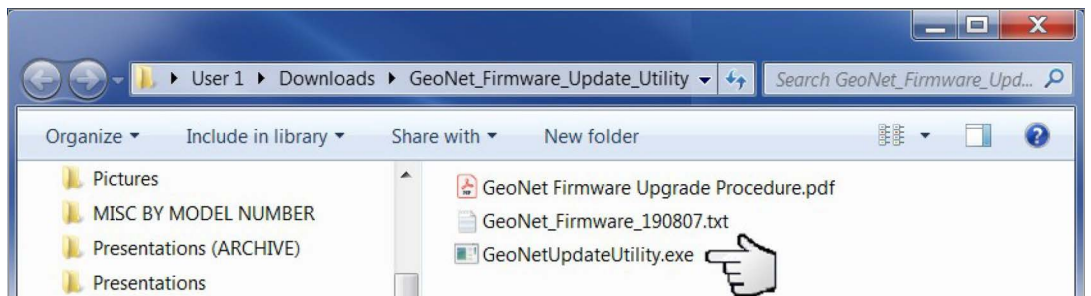 User 1 Downloads GeoNet_Firmware_Update_Utility Search GeoNet_Firmware_Upd...
Organize Include in library Share with New folder
Pictures
MISC BY MODEL NUMBER
Presentations (ARCHIVE)
Presentations
GeoNet Firmware Upgrade Procedure.pdf
GeoNet_Firmware_190807.txt
GeoNetUpdateUtility.exe